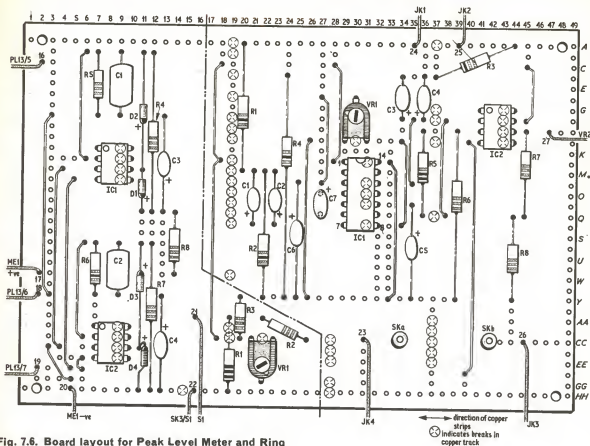 JK1 JK2
1 2 3 4 5 6 7 8 9 10 11 12 13 14 15 16 17 18 19 20 21 22 23 24 25 26 27 28 29 30 31 32 33 34 35 36 37 38 39 40 41 42 43 44 45 46 47 48 49
A
C
E
G
K
M
O
Q
S
U
W
Y
AA
CC
EE
GG
HH
PL13/5
16
R5
C1
D2
R4
C3
IC1
D1
ME1
+ve
17
PL13/6
18
R6
C2
D3
R7
R8
C4
IC2
D4
PL13/7
19
20
ME1-ve
SK3/S1
22
21
S1
R1
R4
C1
C2
R2
C6
R3
R1
R2
VR1
VR1
14
IC1
7
8
C7
C3
C4
R5
C5
24
25
R3
IC2
27
R6
R7
R8
SKa
SKb
23
26
JK4
JK3
direction of copper
strips
indicates breaks in
copper track
Fig. 7.6. Board layout for Peak Level Meter and Ring